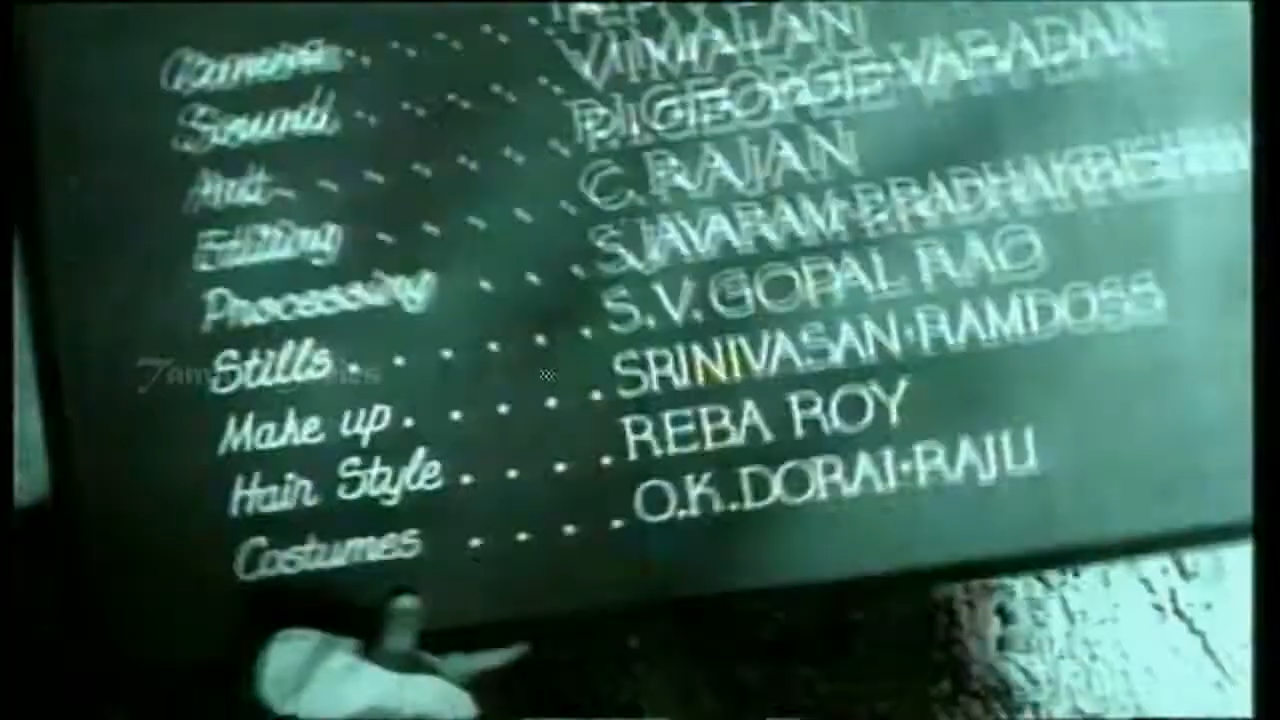 Camera . . . . .
Sound . . . . . VIMALAN
Art . . . . . . GEORGE VARADAN
Editing . . . . . C. RAJAN
Processing . . . S.JAYARAM
Stills . . . . . . S.V. GOPAL RAO
Make up . . . . . SRINIVASAN·RAMDOSS
Hair Style . . . . REBA ROY
Costumes . . . . O.K.DORAI·RAJU